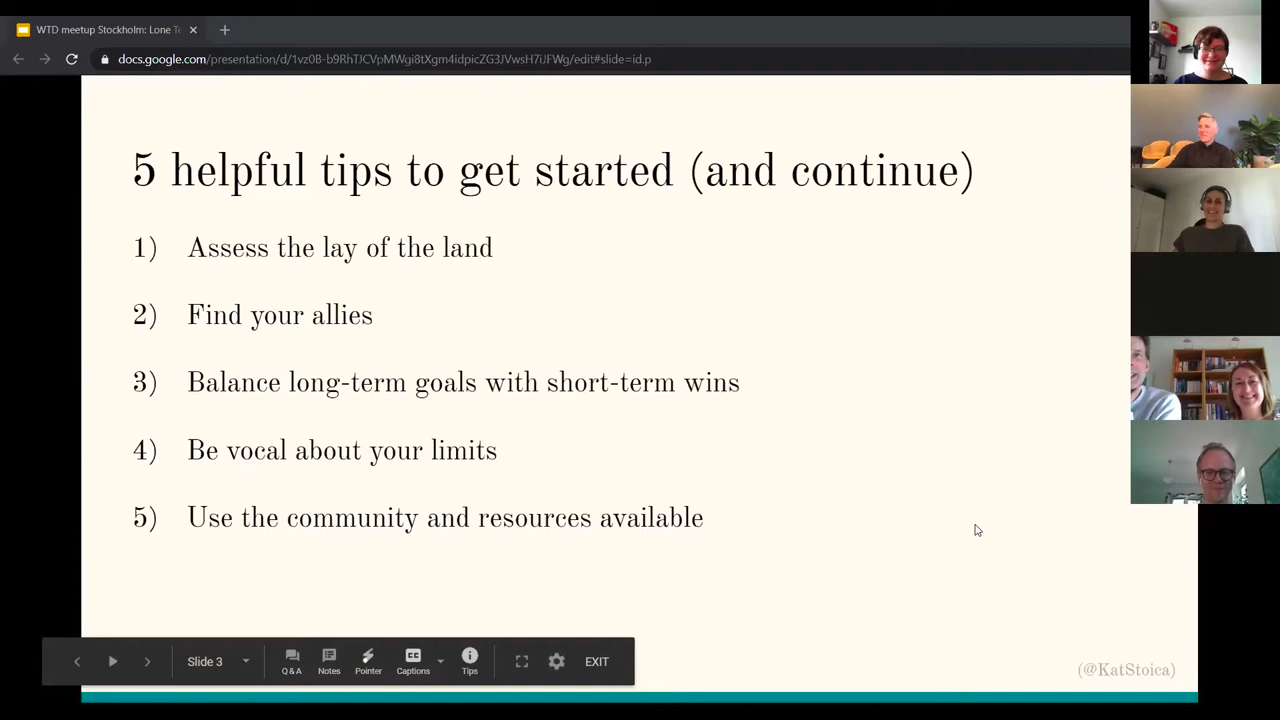 WTD meetup Stockholm: Lone
docs.google.com/presentation/d/1vz0B-b9RhTJCVpMWgi8tXgm4idpicZG3JVwsH7iJFWg/edit#slide=id.p
5 helpful tips to get started (and continue)
1) Assess the lay of the land
2) Find your allies
3) Balance long-term goals with short-term wins
4) Be vocal about your limits
5) Use the community and resources available
Slide 3
Q & A
Notes
Pointer
CC
Captions
Tips
EXIT
(@KatStoica)